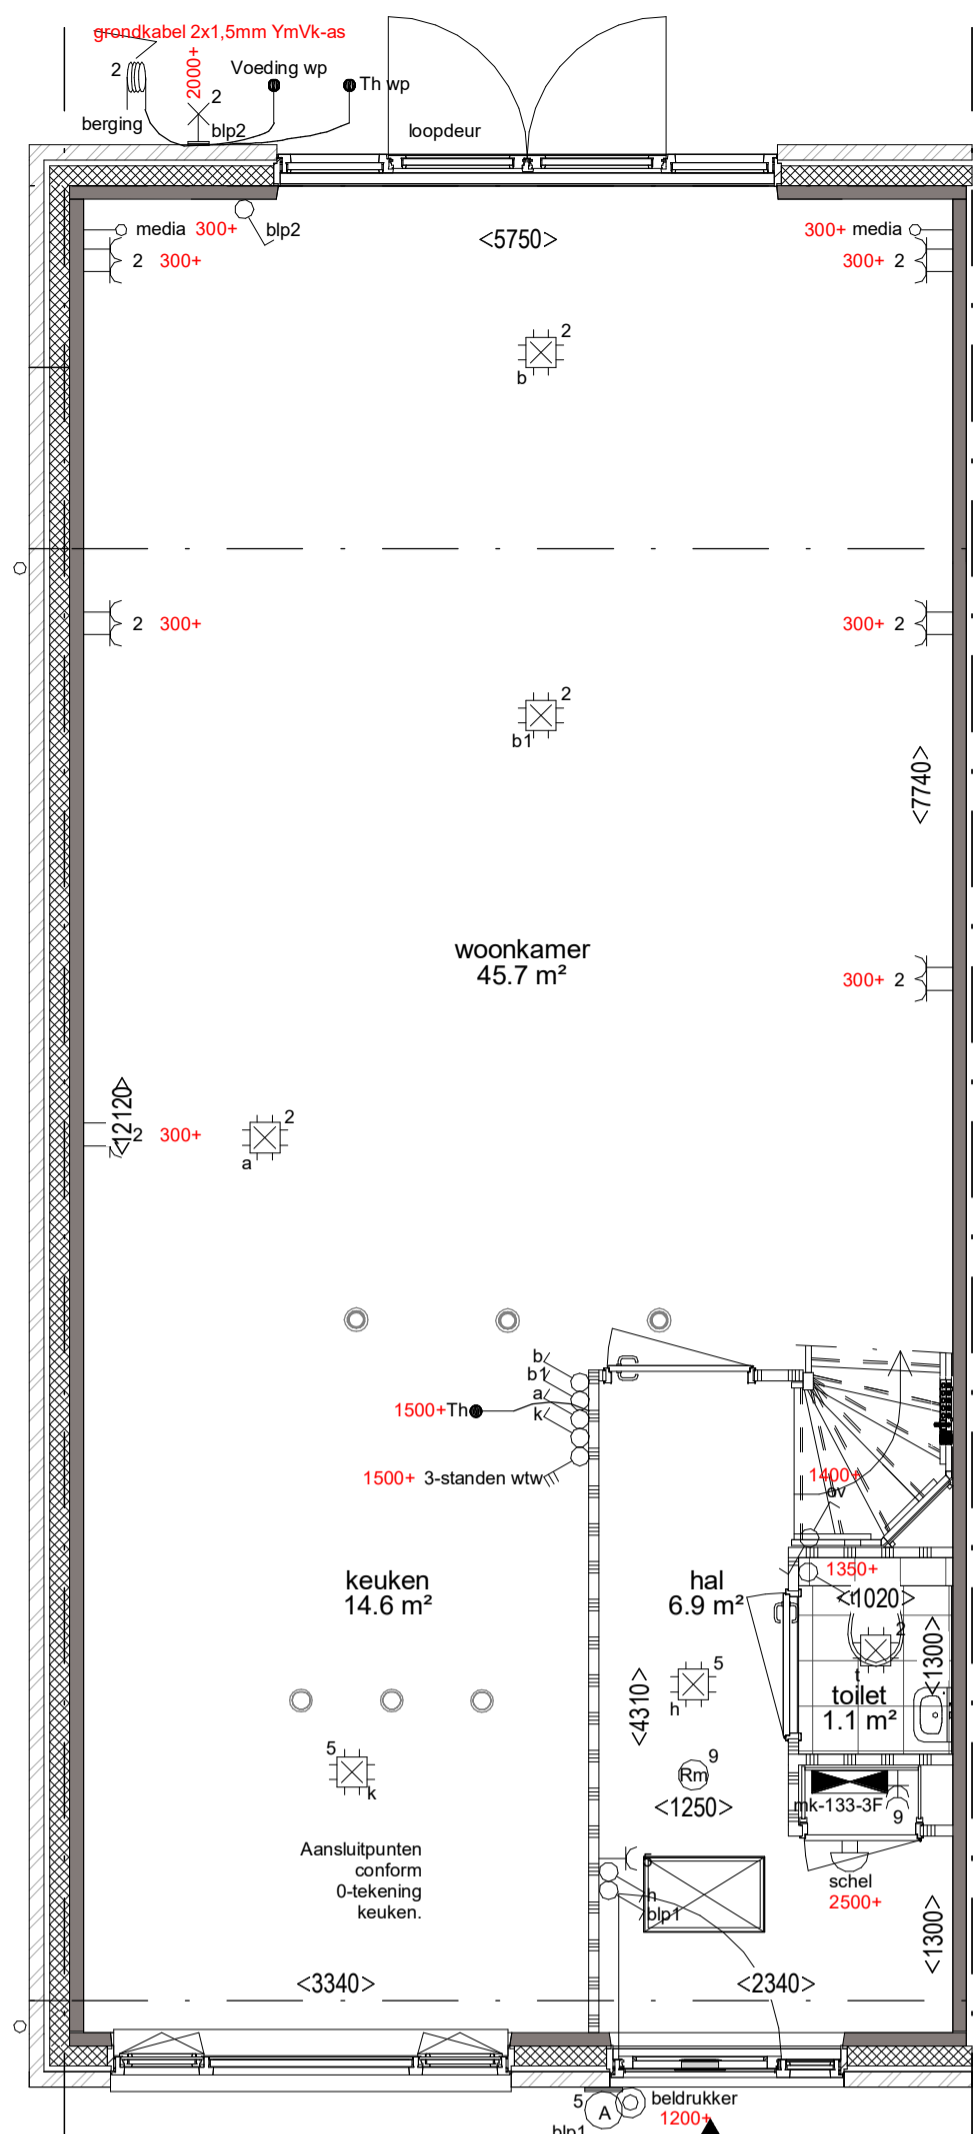 grondkabel 2x1,5mm YmVk-as
2
2000+
2
Voeding wp
Th wp
berging
blp2
loopdeur
media 300+
blp2
<5750>
300+ media
2 300+
300+ 2
2
b
2 300+
300+ 2
2
b1
<7740>
woonkamer
45.7 m²
300+ 2
<12120>
2 300+
2
a
b
b1
a
k
1500+Th
1500+ 3-standen wtw
1400+
ov
1350+
keuken
14.6 m²
hal
6.9 m²
t
<1020>
2
<1300>
t
toilet
1.1 m²
5
h
<4310>
5
k
9
Rm
<1250>
mk-133-3F
9
Aansluitpunten
conform
0-tekening
keuken.
5
h
blp1
schel
2500+
<1300>
<3340>
<2340>
5
A
blp1
beldrukker
1200+